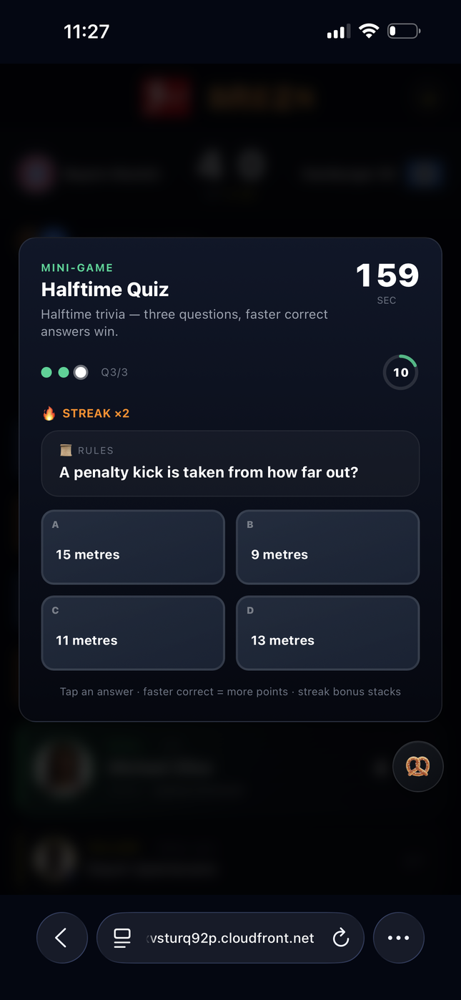 11:27
MINI-GAME
Halftime Quiz
159
SEC
Halftime trivia — three questions, faster correct
answers win.
Q3/3
10
STREAK ×2
RULES
A penalty kick is taken from how far out?
A
15 metres
B
9 metres
C
11 metres
D
13 metres
Tap an answer · faster correct = more points · streak bonus stacks
vsturq92p.cloudfront.net